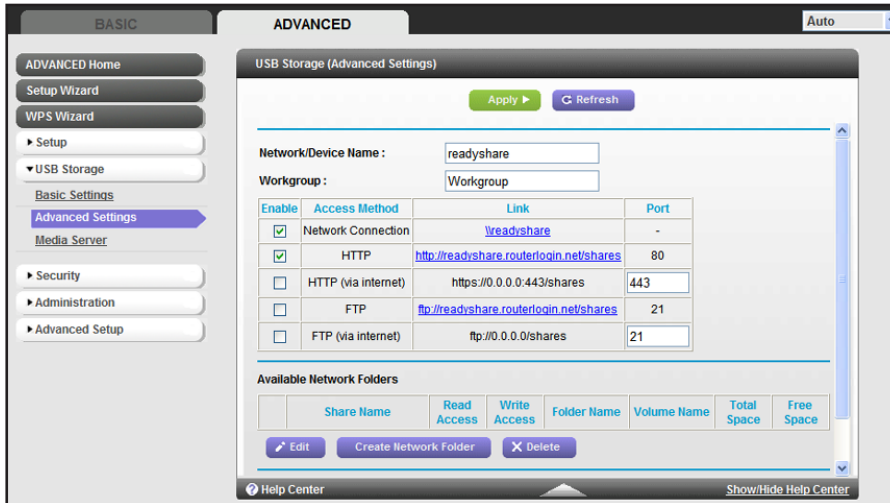 BASIC
ADVANCED
Auto
ADVANCED Home
Setup Wizard
WPS Wizard
Setup
USB Storage
Basic Settings
Advanced Settings
Media Server
Security
Administration
Advanced Setup
USB Storage (Advanced Settings)
Apply
Refresh
Network/Device Name : readyshare
Workgroup : Workgroup
Enable Access Method Link Port
Network Connection \\readyshare -
HTTP http://readyshare.routerlogin.net/shares 80
HTTP (via internet) https://0.0.0.0:443/shares 443
FTP ftp://readyshare.routerlogin.net/shares 21
FTP (via internet) ftp://0.0.0.0/shares 21
Available Network Folders
Share Name Read Access Write Access Folder Name Volume Name Total Space Free Space
Edit Create Network Folder Delete
Help Center Show/Hide Help Center